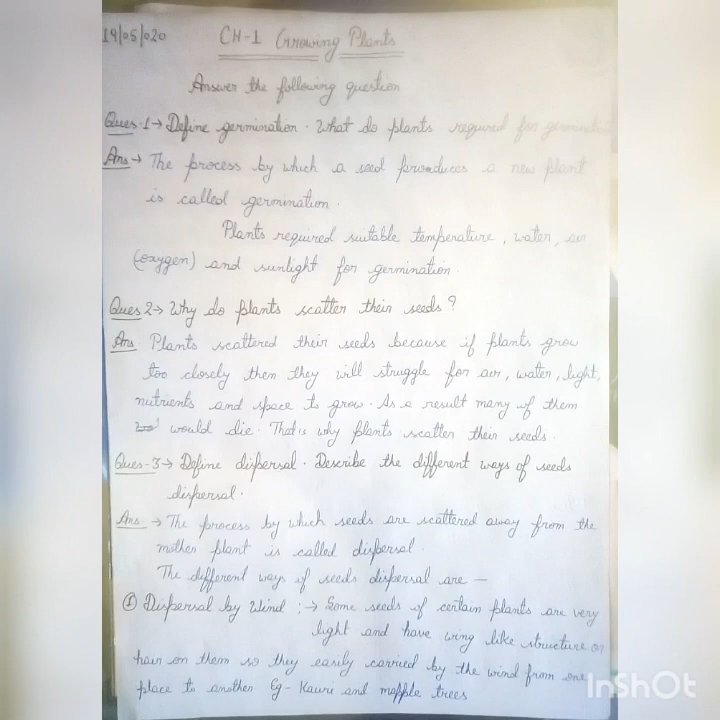 19/05/020
CH-1 Growing Plants
Answer the following question
Ques.1→ Define germination. What do plants required for germination
Ans→ The process by which a seed produces a new plant
is called germination.
Plants required suitable temperature, water, air
(oxygen) and sunlight for germination.
Ques 2→ Why do plants scatter their seeds?
Ans Plants scattered their seeds because if plants grow
too closely then they will struggle for air, water, light,
nutrients and space to grow. As a result many of them
would die. That is why plants scatter their seeds.
Ques-3→ Define dispersal. Describe the different ways of seeds
dispersal.
Ans → The process by which seeds are scattered away from the
mother plant is called dispersal.
The different ways of seeds dispersal are —
① Dispersal by Wind :→ Some seeds of certain plants are very
light and have wing like structure or
hair on them so they easily carried by the wind from one
place to another Eg- Kauri and mapple trees
InShOt